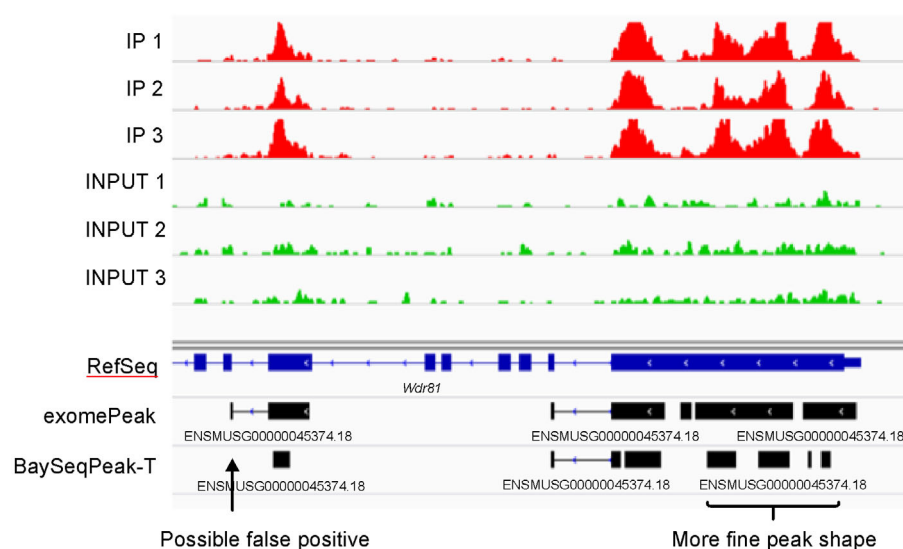 IP 1
IP 2
IP 3
INPUT 1
INPUT 2
INPUT 3
RefSeq
Wdr81
exomePeak
ENSMUSG00000045374.18 ENSMUSG00000045374.18 ENSMUSG00000045374.18
BaySeqPeak-T
ENSMUSG00000045374.18 ENSMUSG00000045374.18 ENSMUSG00000045374.18
Possible false positive More fine peak shape